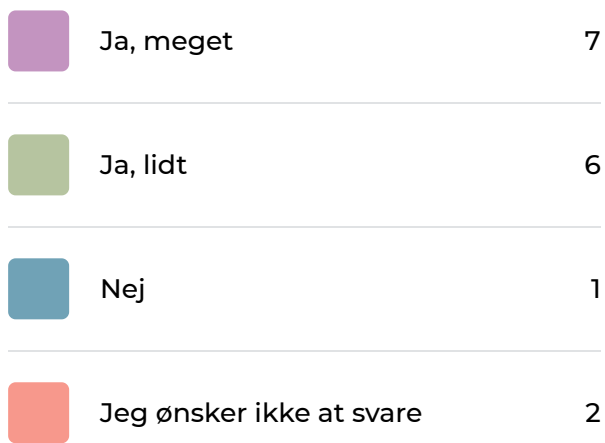 Ja, meget 7
Ja, lidt 6
Nej 1
Jeg ønsker ikke at svare 2